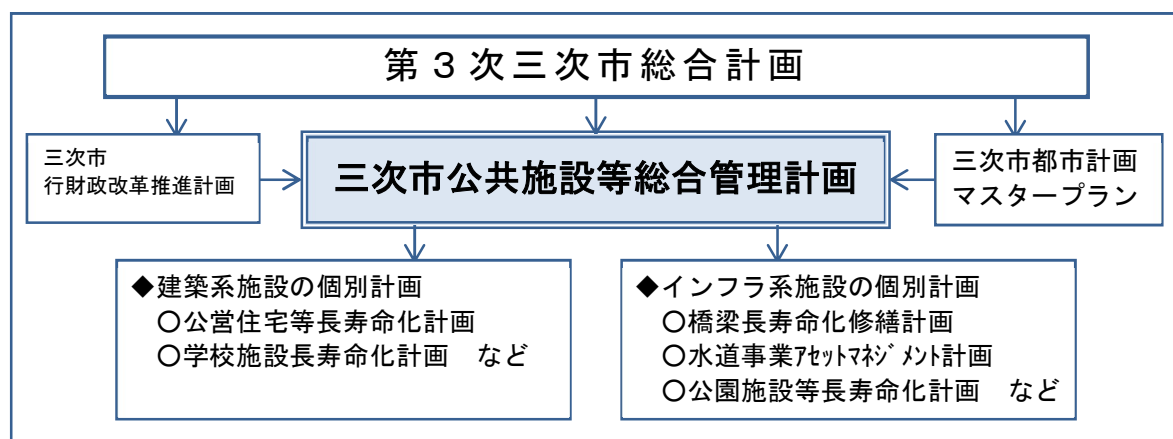 第３次三次市総合計画
三次市
行財政改革推進計画
三次市公共施設等総合管理計画
三次市都市計画
マスタープラン
◆建築系施設の個別計画
〇公営住宅等長寿命化計画
〇学校施設長寿命化計画　など
◆インフラ系施設の個別計画
〇橋梁長寿命化修繕計画
〇水道事業ｱｾｯﾄﾏﾈｼﾞﾒﾝﾄ計画
〇公園施設等長寿命化計画　など